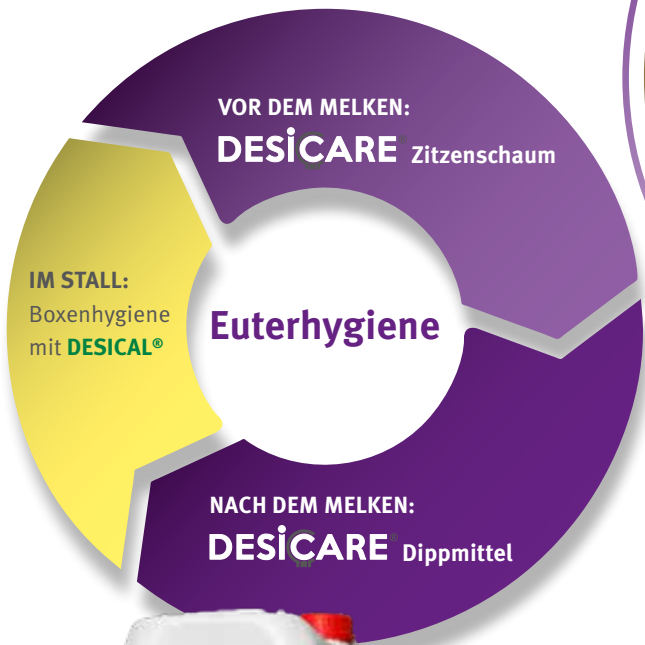 VOR DEM MELKEN:
DESiCARE® Zitzenschaum
IM STALL:
Boxenhygiene
mit DESICAL®
Euterhygiene
NACH DEM MELKEN:
DESiCARE® Dippmittel